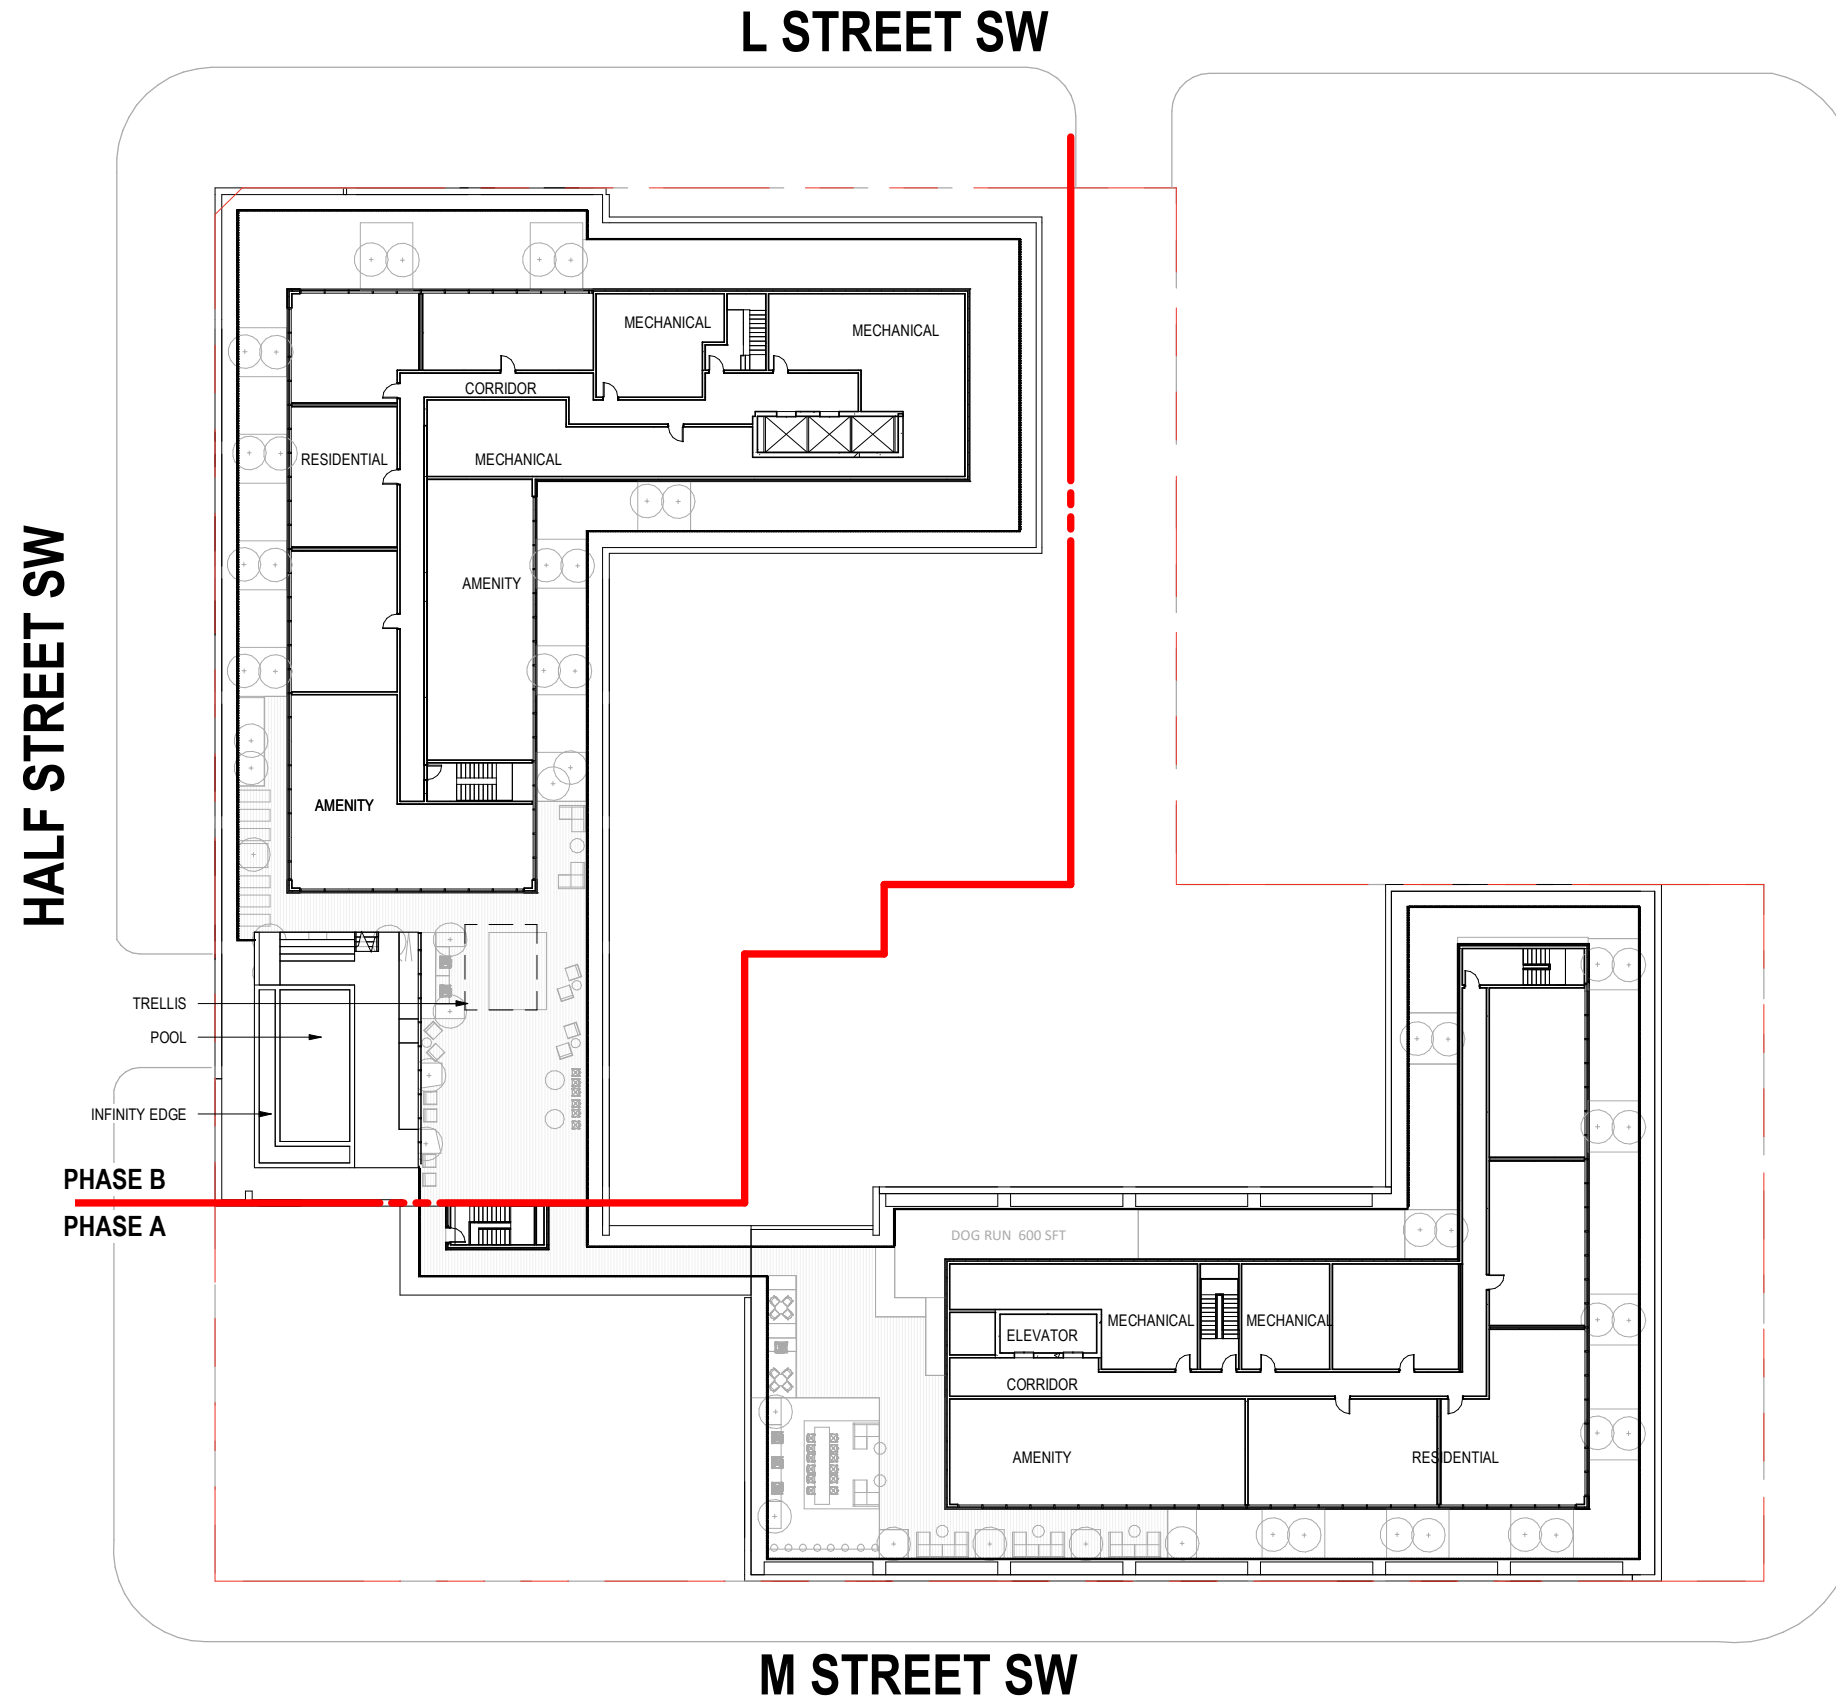 L STREET SW
MECHANICAL
MECHANICAL
CORRIDOR
RESIDENTIAL
MECHANICAL
HALF STREET SW
AMENITY
AMENITY
TRELLIS
POOL
INFINITY EDGE
PHASE B
PHASE A
DOG RUN 600 SFT
MECHANICAL
MECHANICAL
ELEVATOR
CORRIDOR
AMENITY
RESIDENTIAL
M STREET SW